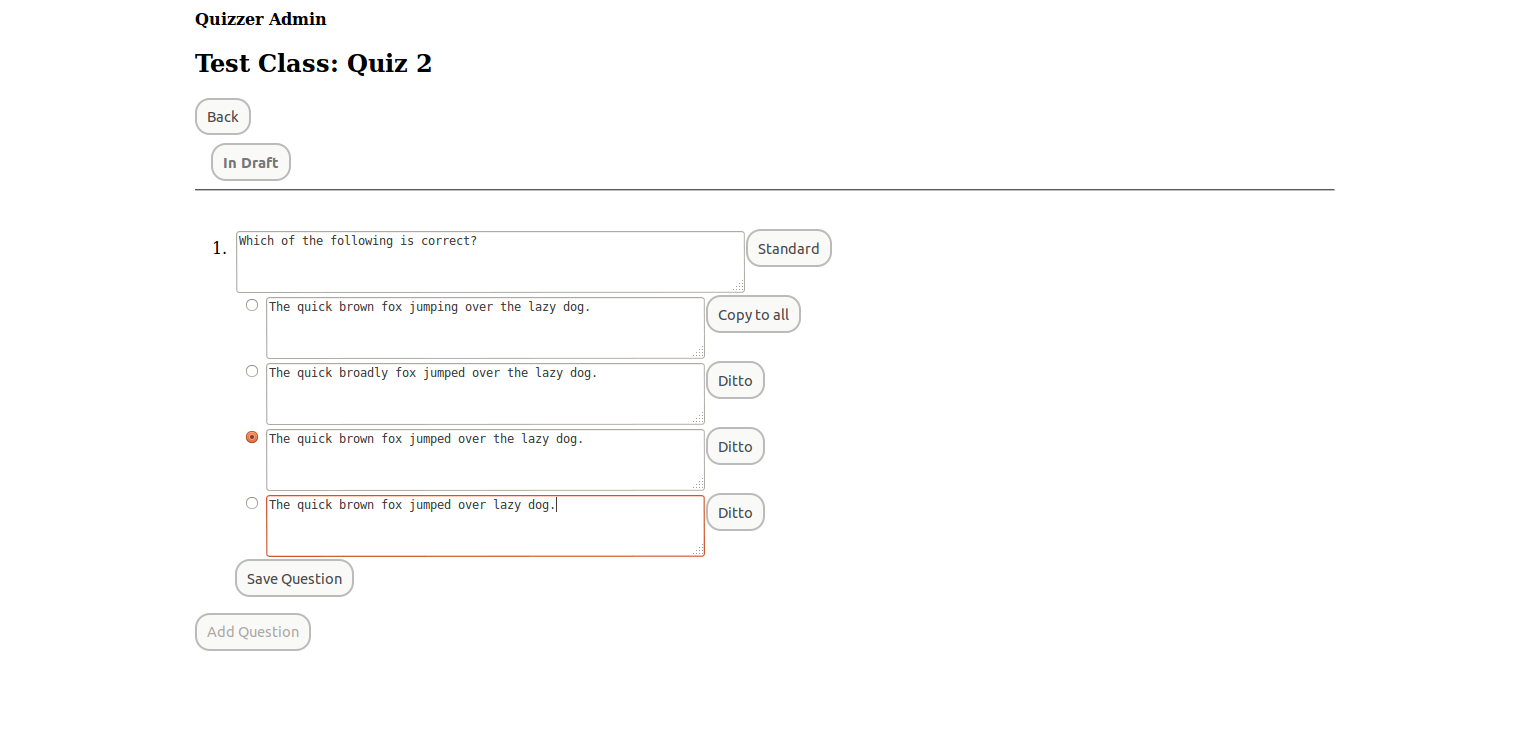 Quizzer Admin
Test Class: Quiz 2
Back
In Draft
1. Which of the following is correct? Standard
The quick brown fox jumping over the lazy dog. Copy to all
The quick broadly fox jumped over the lazy dog. Ditto
The quick brown fox jumped over the lazy dog. Ditto
The quick brown fox jumped over lazy dog. Ditto
Save Question
Add Question